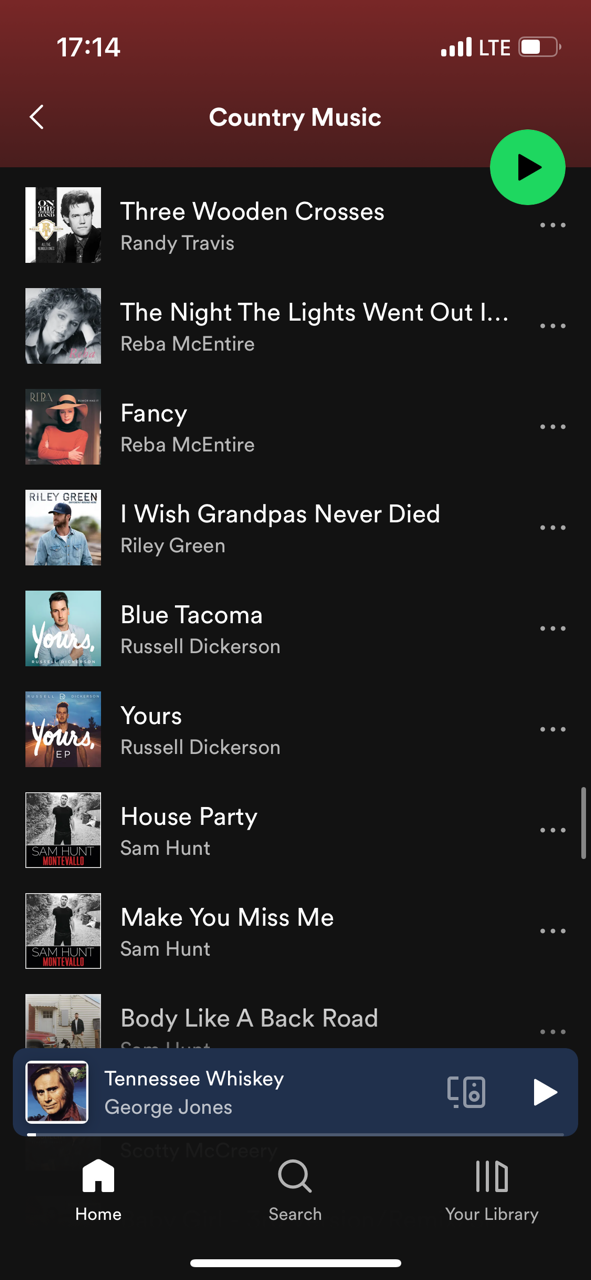 17:14
LTE
Country Music
ON THE OTHER HAND
Three Wooden Crosses
Randy Travis
The Night The Lights Went Out I...
Reba McEntire
REBA
Fancy
Reba McEntire
RILEY GREEN
I Wish Grandpas Never Died
Riley Green
Yours,
RUSSELL DICKERSON
Blue Tacoma
Russell Dickerson
RUSSELL DICKERSON
Yours,
EP
Yours
Russell Dickerson
SAM HUNT
MONTEVALLO
House Party
Sam Hunt
SAM HUNT
MONTEVALLO
Make You Miss Me
Sam Hunt
Body Like A Back Road
Sam Hunt
Tennessee Whiskey
George Jones
Scotty McCreery
Home
Search
Your Library